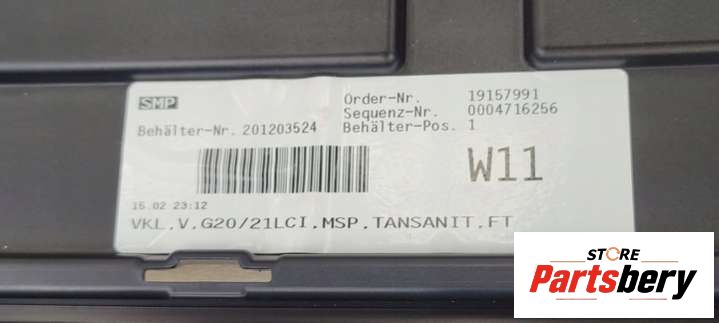 SMP
Order-Nr. 19157991
Sequenz-Nr. 0004716256
Behälter-Nr. 201203524 Behälter-Pos. 1
W11
15.02 23:12
VKL.V.G20/21LCI.MSP.TANSANIT.FT
STORE
Partsbery